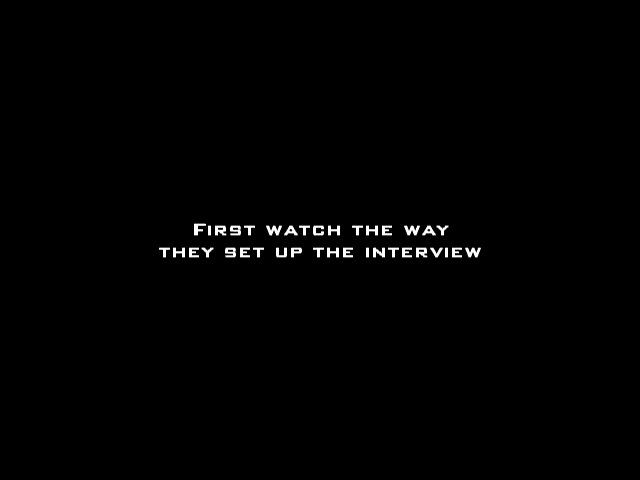 First watch the way
they set up the interview